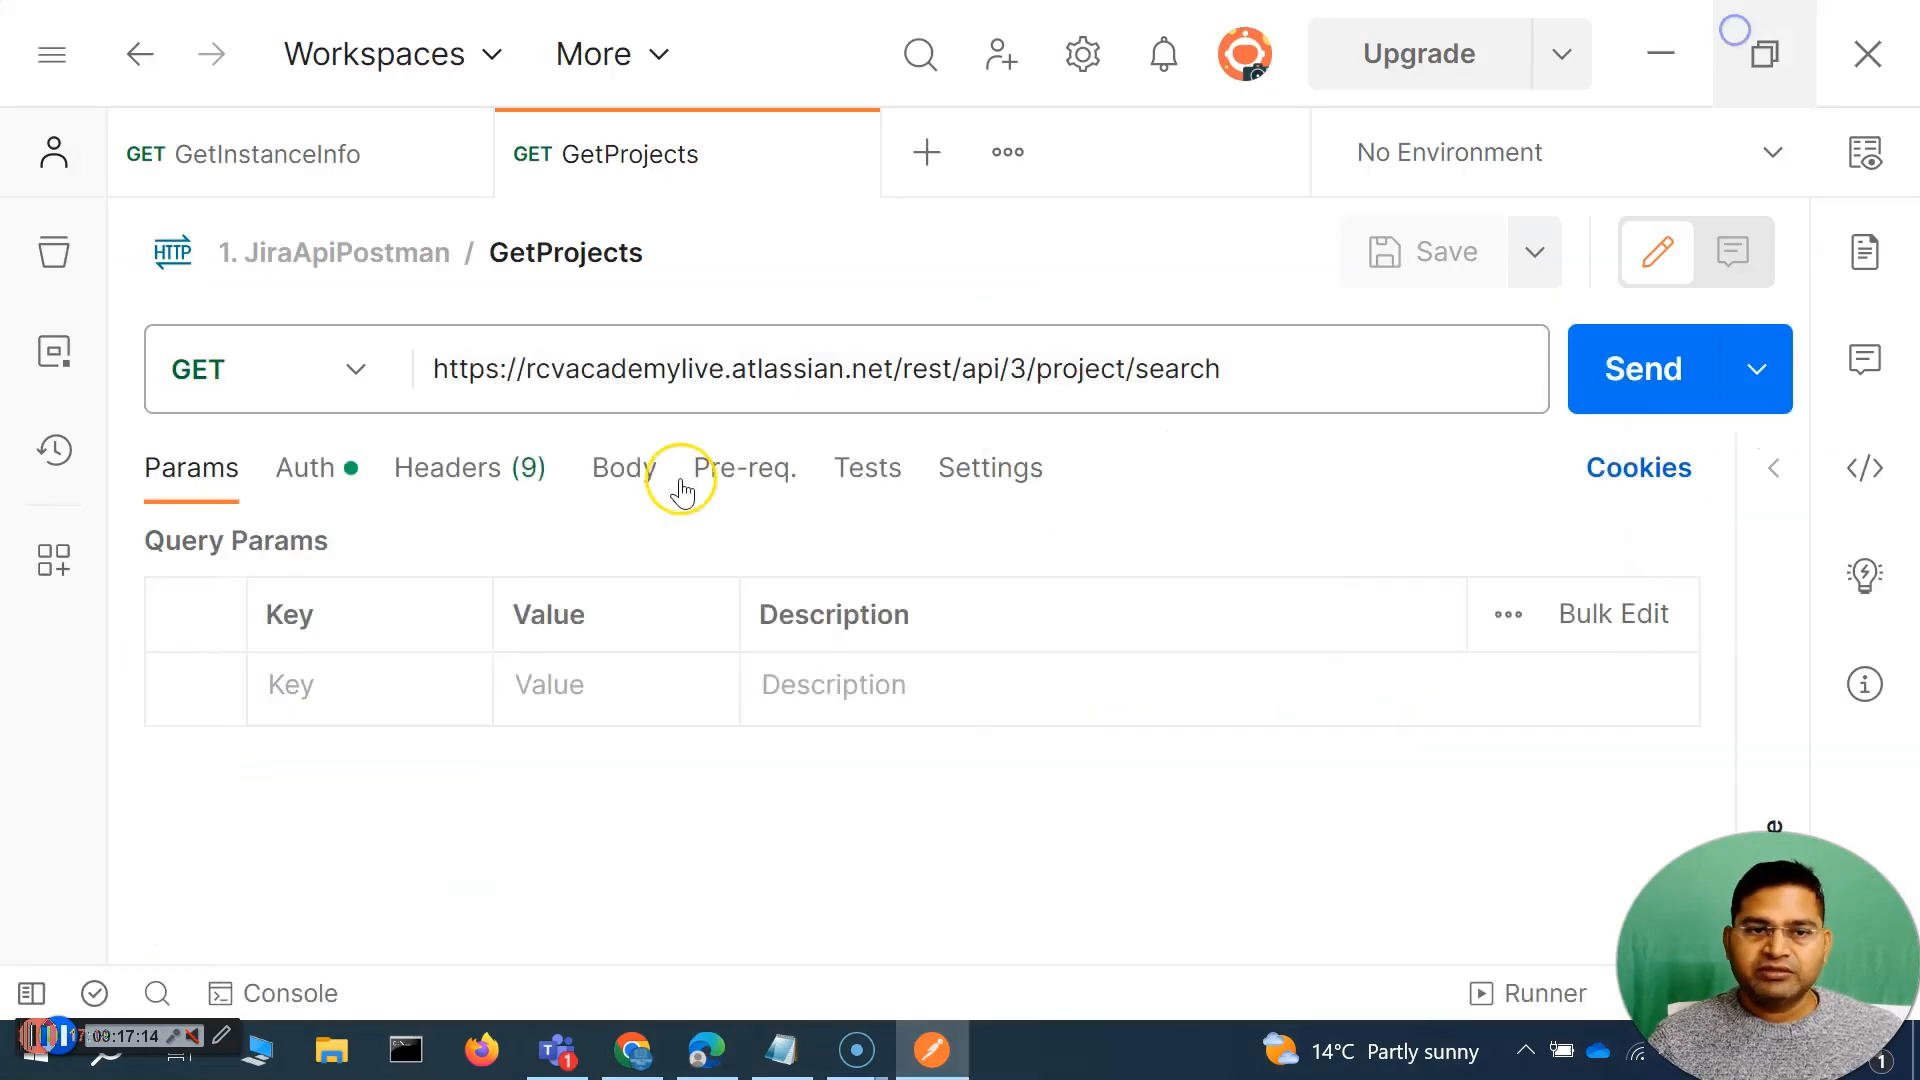 Workspaces More Upgrade
GET GetInstanceInfo GET GetProjects No Environment
HTTP 1. JiraApiPostman / GetProjects Save
GET https://rcvacademylive.atlassian.net/rest/api/3/project/search Send
Params Auth Headers (9) Body Pre-req. Tests Settings Cookies
Query Params
Key Value Description Bulk Edit
Key Value Description
e
Console Runner
09:17:14 1 14°C Partly sunny 1